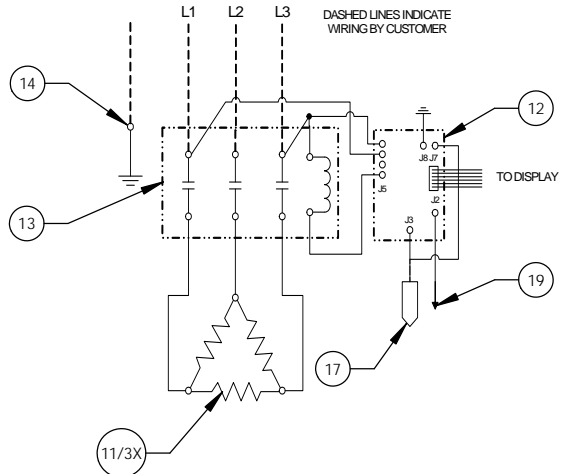 L1 L2 L3 DASHED LINES INDICATE
WIRING BY CUSTOMER
14
12
J8 J7
TO DISPLAY
J5
J2
13
J3
19
17
11/3X